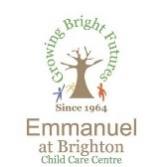 Growing Bright Futures
Since 1964
Emmanuel
at Brighton
Child Care Centre